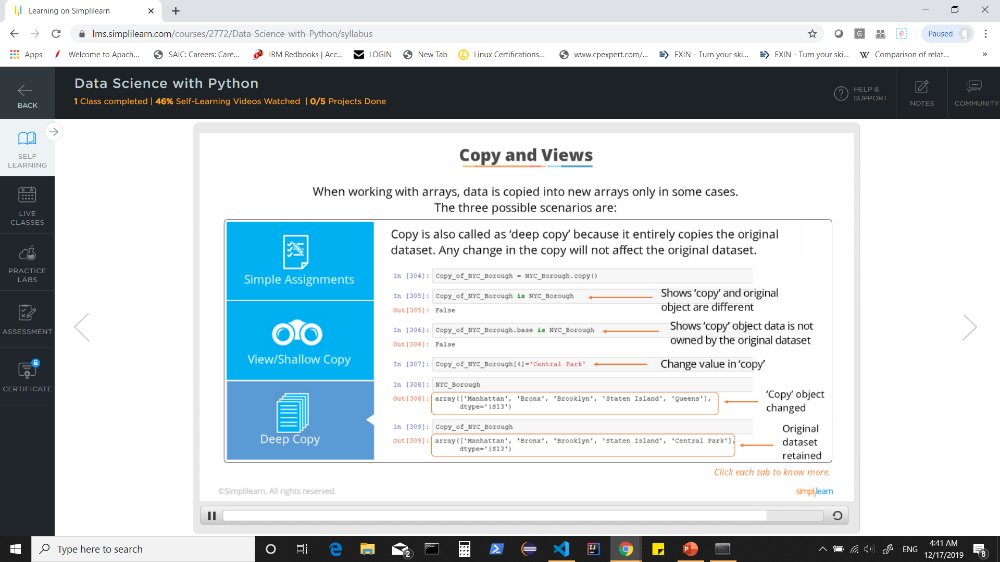 Learning on Simplilearn
lms.simplilearn.com/courses/2772/Data-Science-with-Python/syllabus
G
Paused
Apps
Welcome to Apach...
SAIC: Careers: Care...
IBM Redbooks | Acc...
LOGIN
New Tab
Linux Certifications...
www.cpexpert.com/...
EXIN - Turn your ski...
EXIN - Turn your ski...
W
Comparison of relat...
»
BACK
Data Science with Python
1 Class completed | 46% Self-Learning Videos Watched | 0/5 Projects Done
?
HELP &
SUPPORT
NOTES
COMMUNITY
SELF
LEARNING
LIVE
CLASSES
PRACTICE
LABS
ASSESSMENT
CERTIFICATE
Copy and Views
When working with arrays, data is copied into new arrays only in some cases.
The three possible scenarios are:
Simple Assignments
View/Shallow Copy
Deep Copy
Copy is also called as ‘deep copy’ because it entirely copies the original
dataset. Any change in the copy will not affect the original dataset.
In [304]: Copy_of_NYC_Borough = NYC_Borough.copy()
In [305]: Copy_of_NYC_Borough is NYC_Borough
Shows ‘copy’ and original
object are different
Out[305]: False
In [306]: Copy_of_NYC_Borough.base is NYC_Borough
Shows ‘copy’ object data is not
owned by the original dataset
Out[306]: False
In [307]: Copy_of_NYC_Borough[4]='Central Park'
Change value in ‘copy’
In [308]: NYC_Borough
Out[308]: array(['Manhattan', 'Bronx', 'Brooklyn', 'Staten Island', 'Queens'],
dtype='|S13')
‘Copy’ object
changed
In [309]: Copy_of_NYC_Borough
Out[309]: array(['Manhattan', 'Bronx', 'Brooklyn', 'Staten Island', 'Central Park'],
dtype='|S13')
Original
dataset
retained
Click each tab to know more.
©Simplilearn. All rights reserved.
simplilearn
Type here to search
2
IJ
P
ENG
4:41 AM
12/17/2019
8